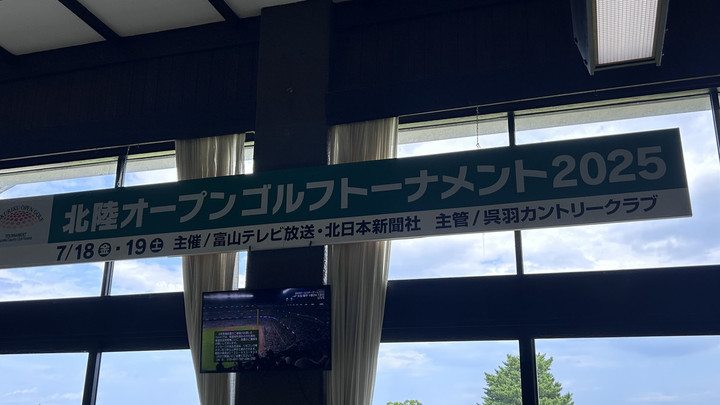 北陸オープンゴルフトーナメント2025
7/18㊎・19㊏ 主催/富山テレビ放送・北日本新聞社 主管/呉羽カントリークラブ